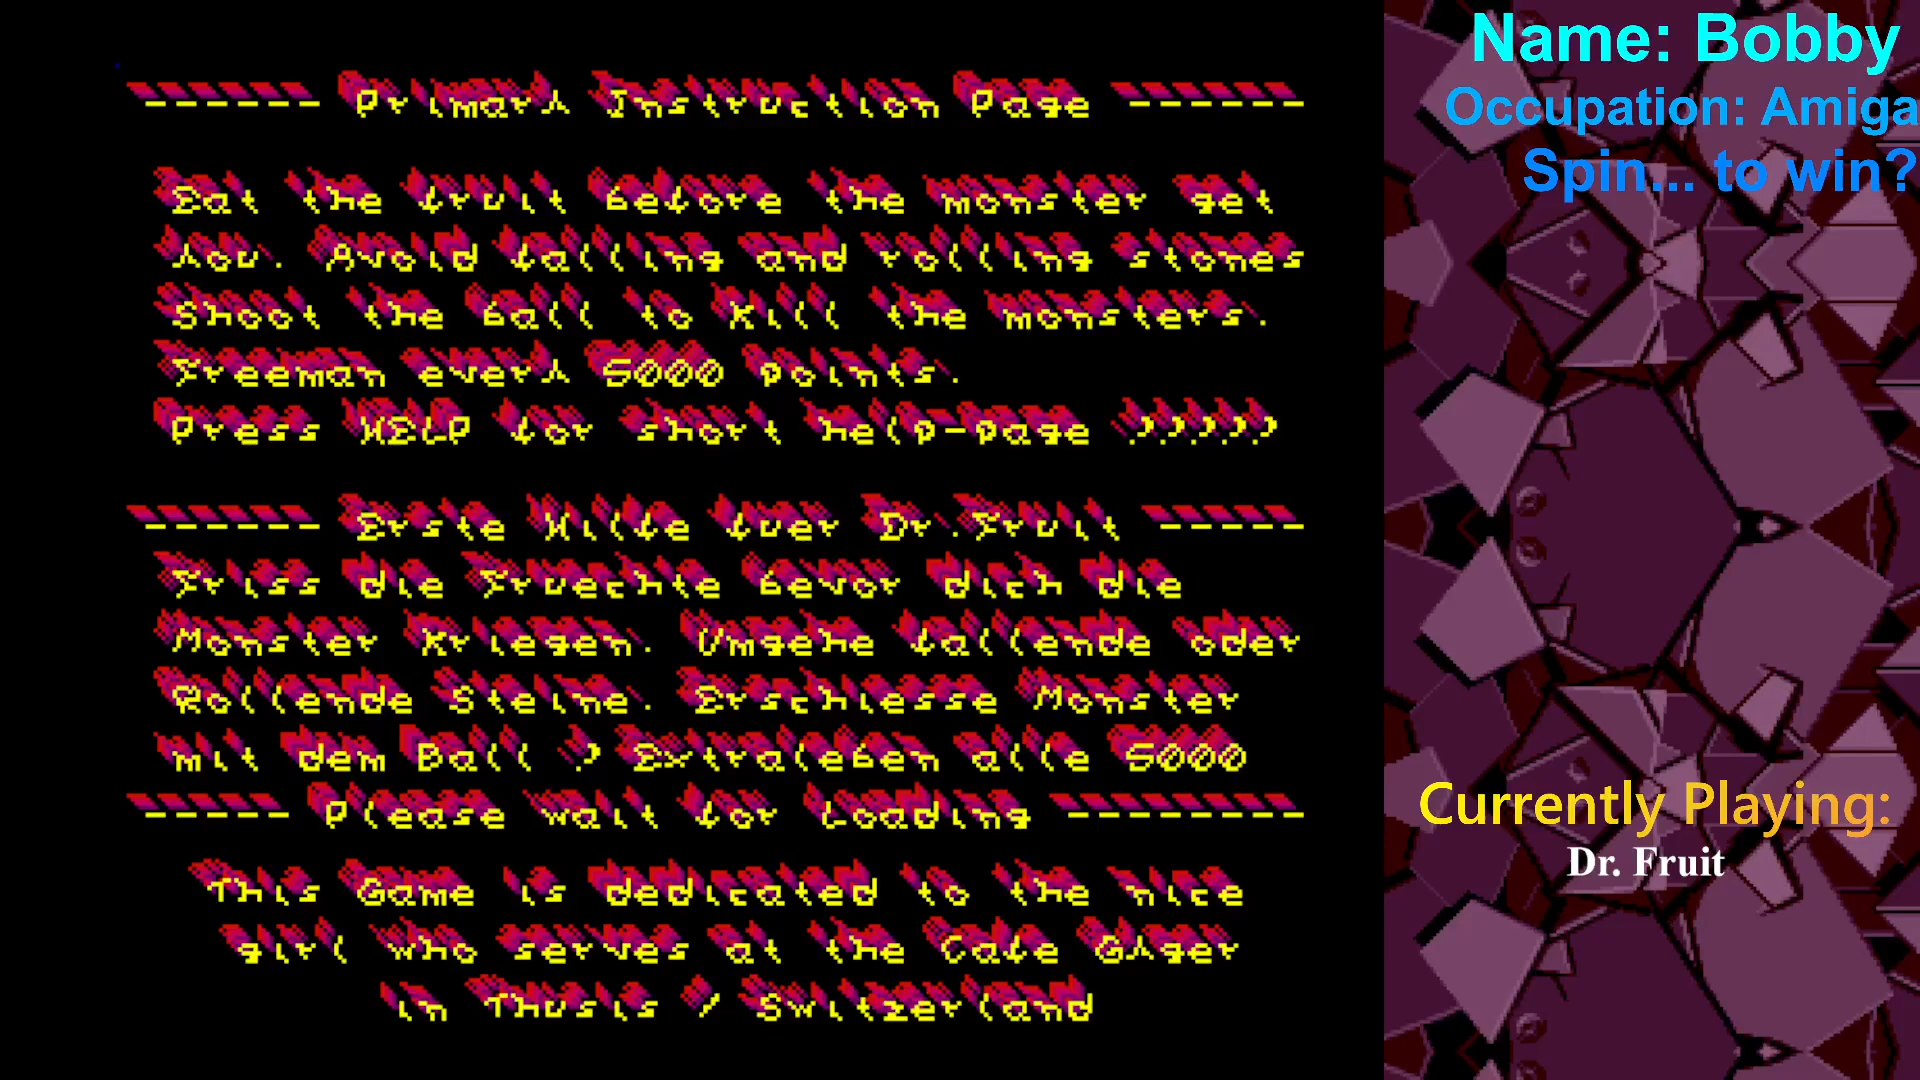 ------ Primary Instruction Page ------
Eat the fruit before the monster get
you. Avoid falling and rolling stones
Shoot the ball to kill the monsters.
Freeman every 5000 points.
Press HELP for short help-page !!!!!
------ Erste Hilfe fuer Dr.Fruit -----
Friss die Fruechte bevor dich die
Monster kriegen. Umgehe fallende oder
Rollende Steine. Erschiesse Monster
mit dem Ball ! Extraleben alle 5000
----- Please wait for Loading --------
This Game is dedicated to the nice
girl who serves at the Cafe Gyger
in Thusis / Switzerland
Name: Bobby
Occupation: Amiga
Spin... to win?
Currently Playing:
Dr. Fruit